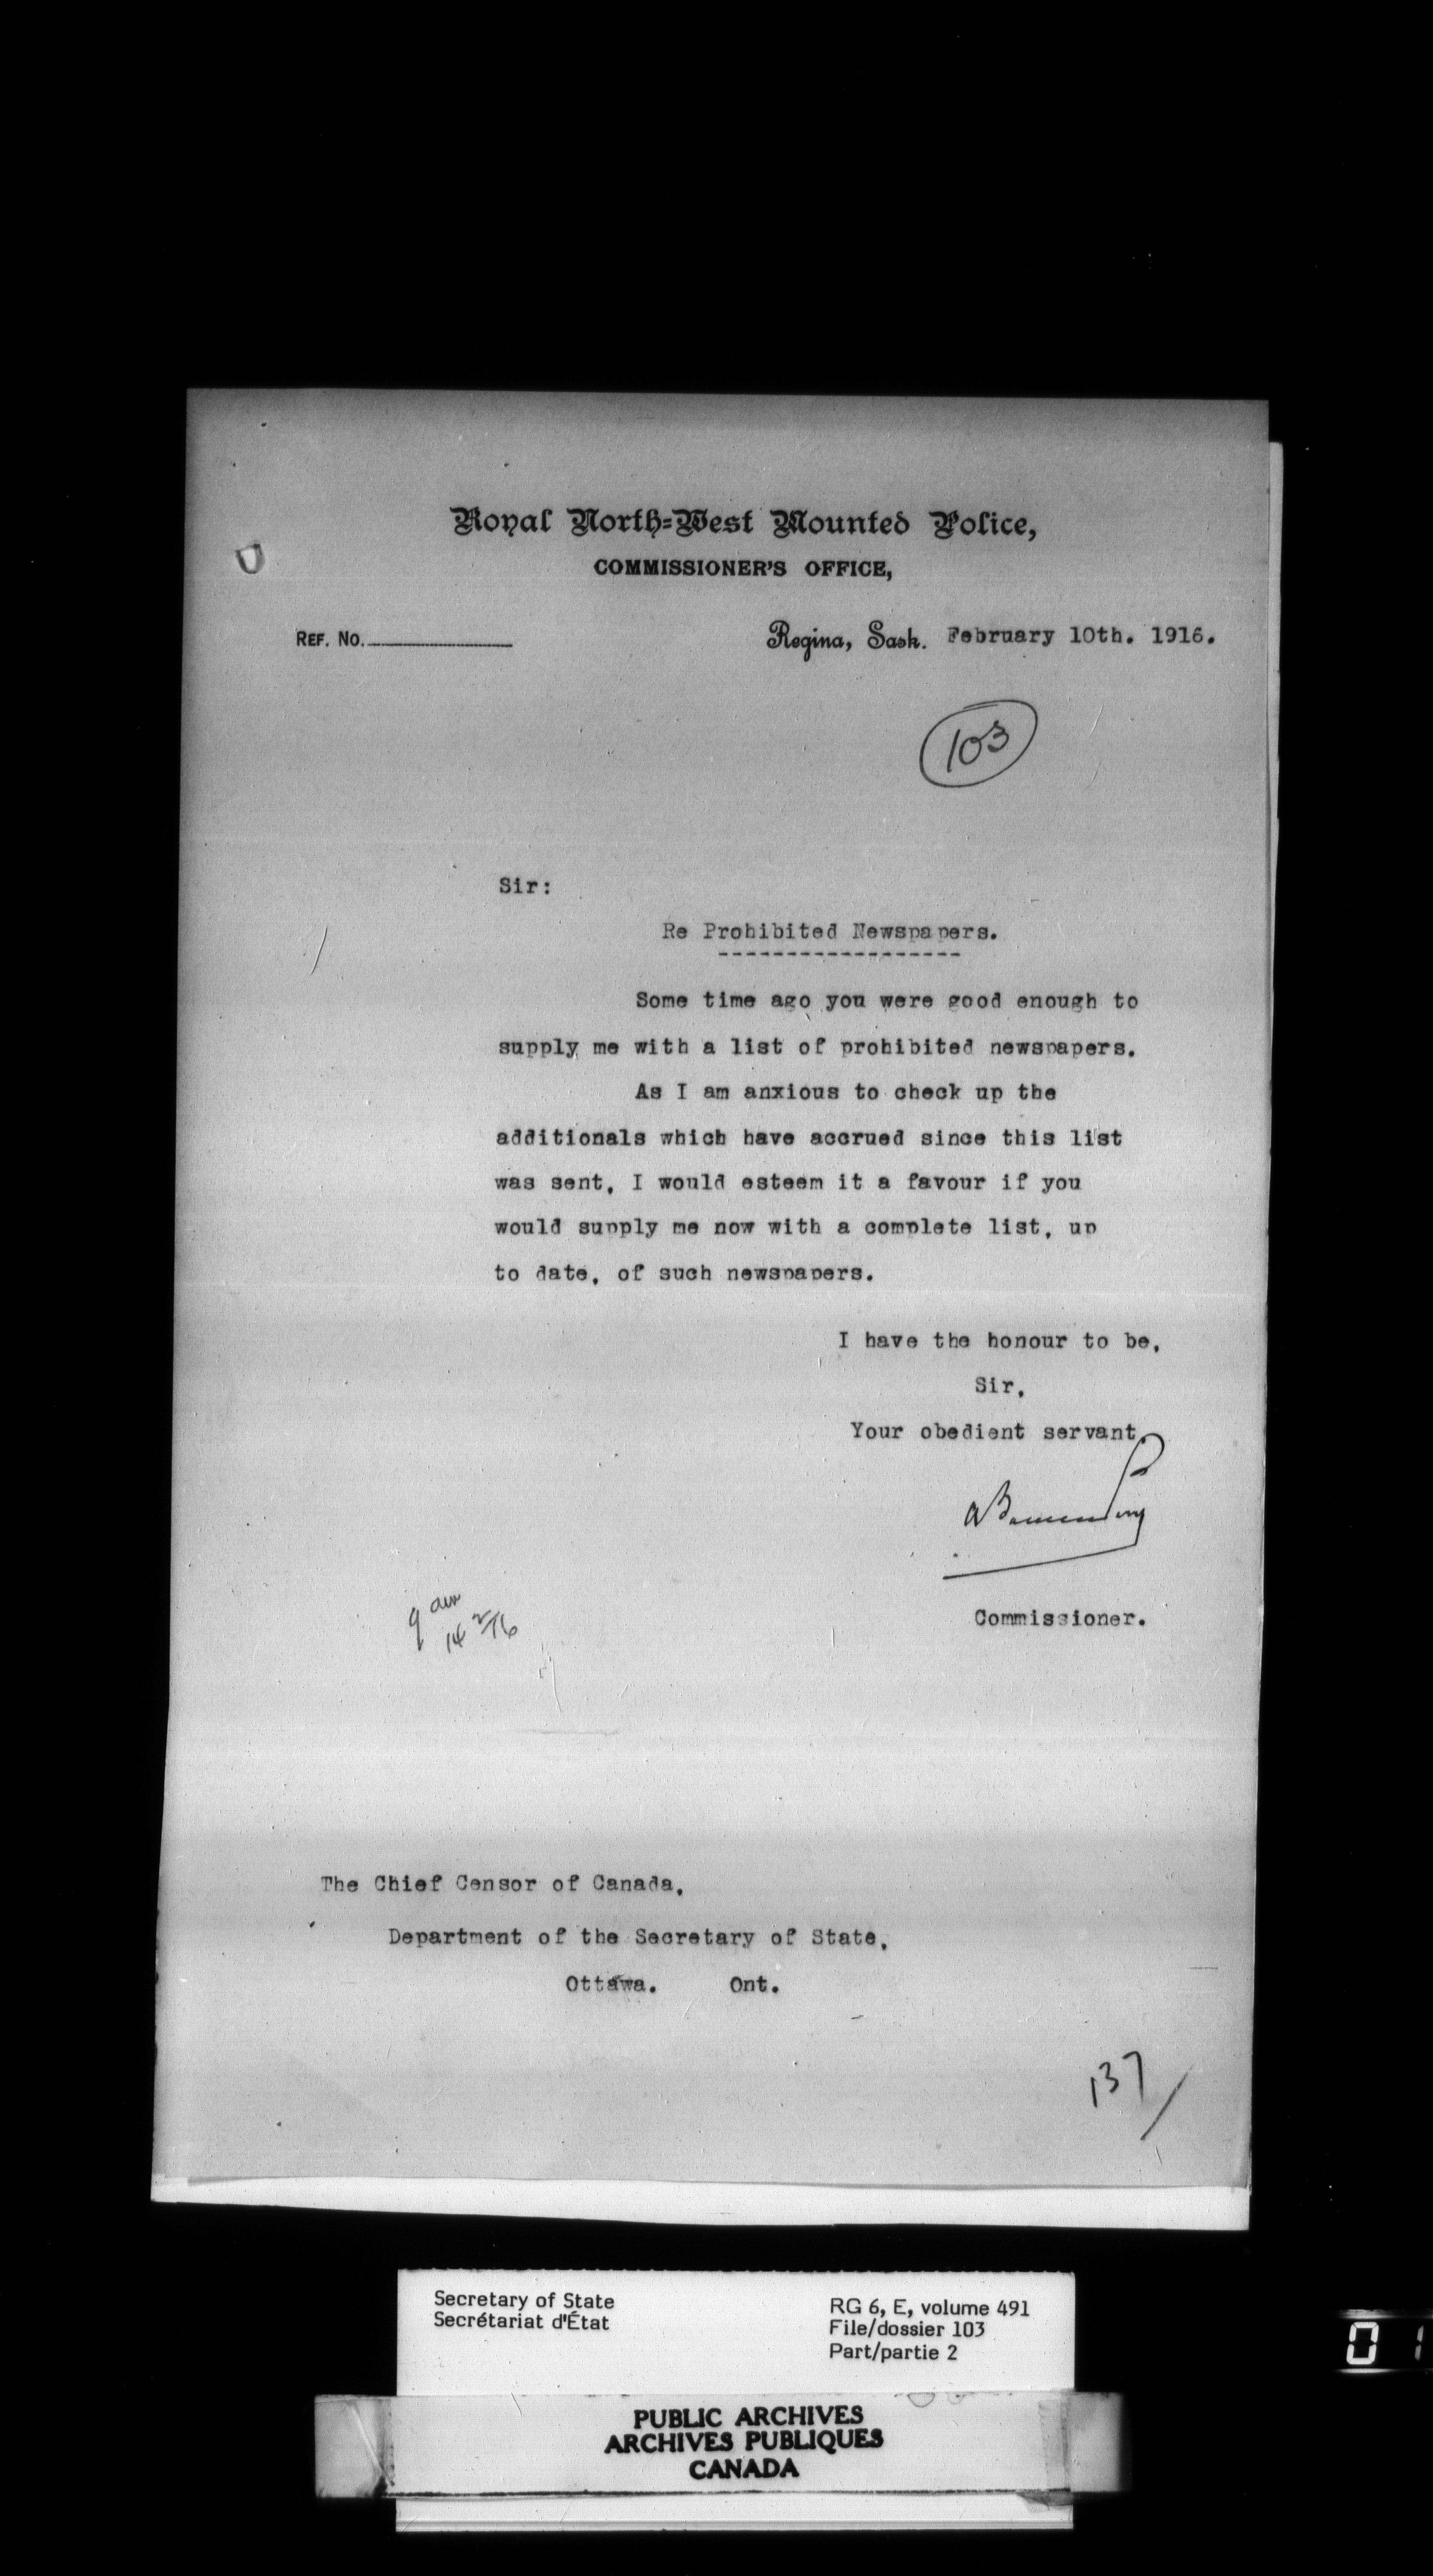 Royal North-West Mounted Police,
COMMISSIONER'S OFFICE,
REF. NO.
Regina, Sask. February 10th. 1916.
103
Sir:
Re Prohibited Newspapers.
Some time ago you were good enough to
supply me with a list of prohibited newspapers.
As I am anxious to check up the
additionals which have accrued since this list
was sent, I would esteem it a favour if you
would supply me now with a complete list, up
to date, of such newspapers.
I have the honour to be,
Sir,
Your obedient servant,
Commissioner.
14 2/16
The Chief Censor of Canada,
Department of the Secretary of State,
Ottawa. Ont.
137
Secretary of State
Secrétariat d'État
RG 6, E, volume 491
File/dossier 103
Part/partie 2
PUBLIC ARCHIVES
ARCHIVES PUBLIQUES
CANADA
01